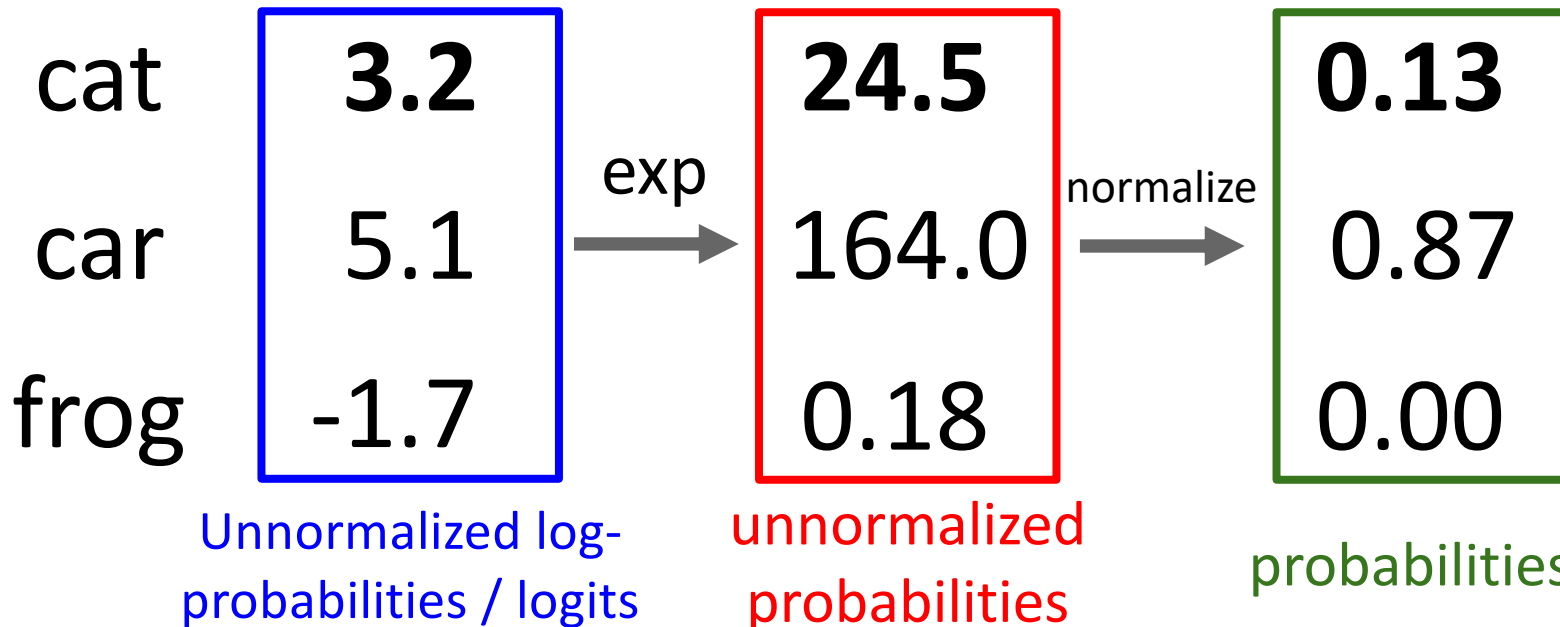 cat 3.2 24.5 0.13
exp normalize
car 5.1 164.0 0.87
frog -1.7 0.18 0.00
Unnormalized log-
probabilities / logits
unnormalized
probabilities
probabilities